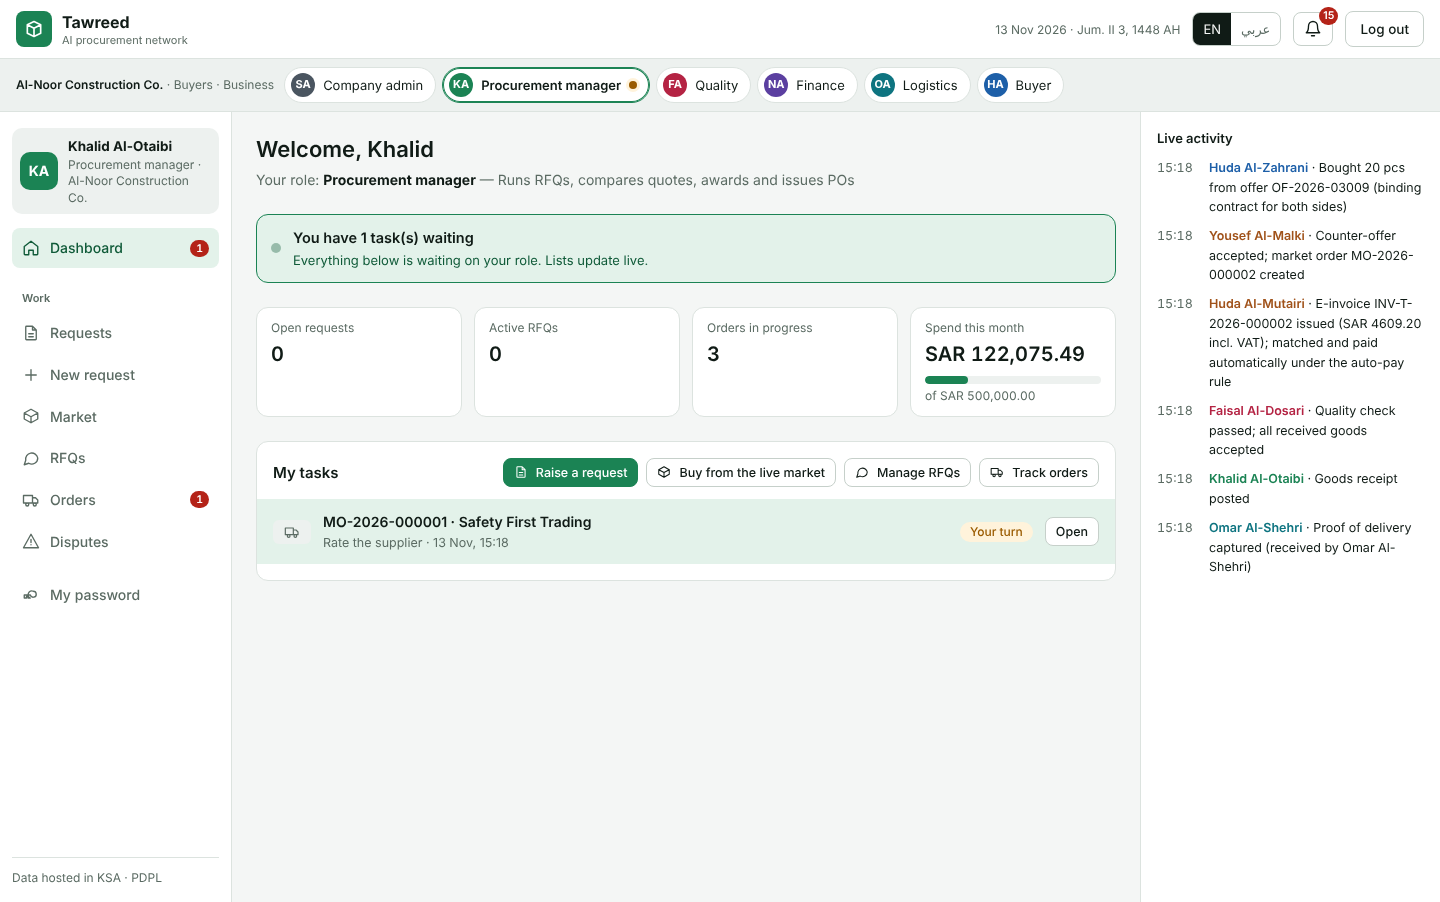 Tawreed
AI procurement network
13 Nov 2026 · Jum. II 3, 1448 AH
EN
عربي
15
Log out
Al-Noor Construction Co. · Buyers · Business
SA Company admin
KA Procurement manager
FA Quality
NA Finance
OA Logistics
HA Buyer
KA
Khalid Al-Otaibi
Procurement manager ·
Al-Noor Construction
Co.
Dashboard 1
Work
Requests
New request
Market
RFQs
Orders 1
Disputes
My password
Data hosted in KSA · PDPL
Welcome, Khalid
Your role: Procurement manager — Runs RFQs, compares quotes, awards and issues POs
You have 1 task(s) waiting
Everything below is waiting on your role. Lists update live.
Open requests
0
Active RFQs
0
Orders in progress
3
Spend this month
SAR 122,075.49
of SAR 500,000.00
My tasks
Raise a request
Buy from the live market
Manage RFQs
Track orders
MO-2026-000001 · Safety First Trading
Rate the supplier · 13 Nov, 15:18
Your turn
Open
Live activity
15:18 Huda Al-Zahrani · Bought 20 pcs
from offer OF-2026-03009 (binding
contract for both sides)
15:18 Yousef Al-Malki · Counter-offer
accepted; market order MO-2026-
000002 created
15:18 Huda Al-Mutairi · E-invoice INV-T-
2026-000002 issued (SAR 4609.20
incl. VAT); matched and paid
automatically under the auto-pay
rule
15:18 Faisal Al-Dosari · Quality check
passed; all received goods
accepted
15:18 Khalid Al-Otaibi · Goods receipt
posted
15:18 Omar Al-Shehri · Proof of delivery
captured (received by Omar Al-
Shehri)